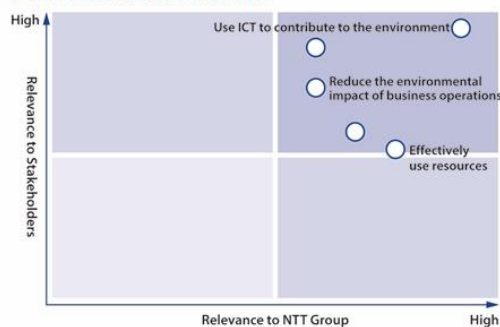 High
Use ICT to contribute to the environment
Reduce the environmental
impact of business operations
Effectively
use resources
Relevance to Stakeholders
Relevance to NTT Group
High